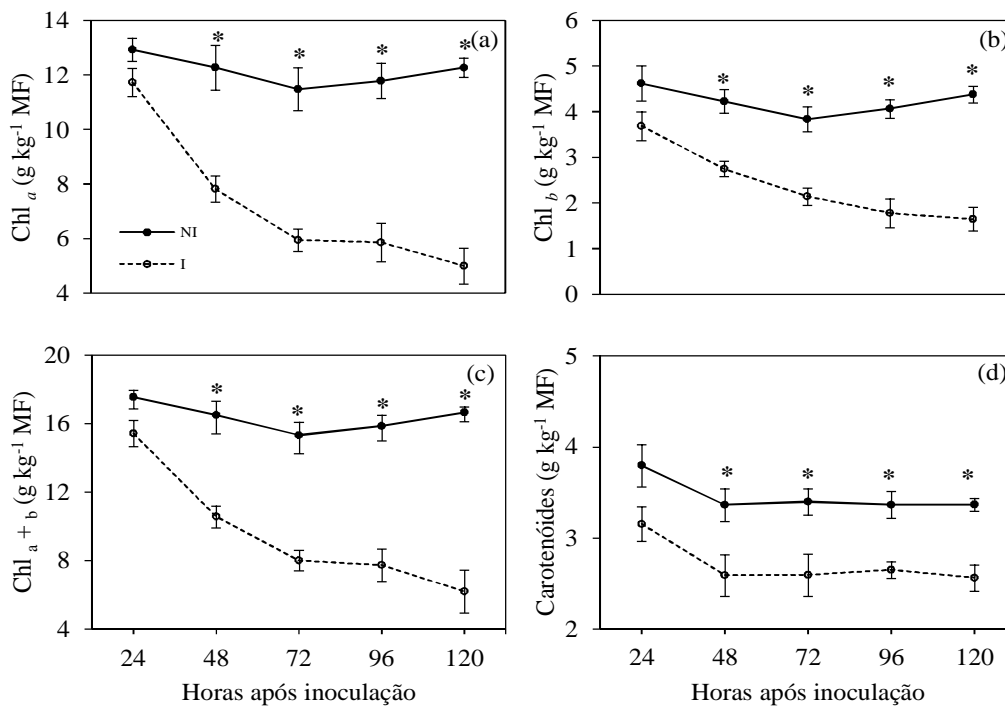 (a)
Chl a (g kg-1 MF)
14
12
10
8
6
4
* * * *
NI
I
(b)
Chl b (g kg-1 MF)
6
5
4
3
2
1
0
* * * *
(c)
Chl a + b (g kg-1 MF)
20
16
12
8
4
* * * *
24 48 72 96 120
Horas após inoculação
(d)
Carotenóides (g kg-1 MF)
5
4
3
2
* * * *
24 48 72 96 120
Horas após inoculação